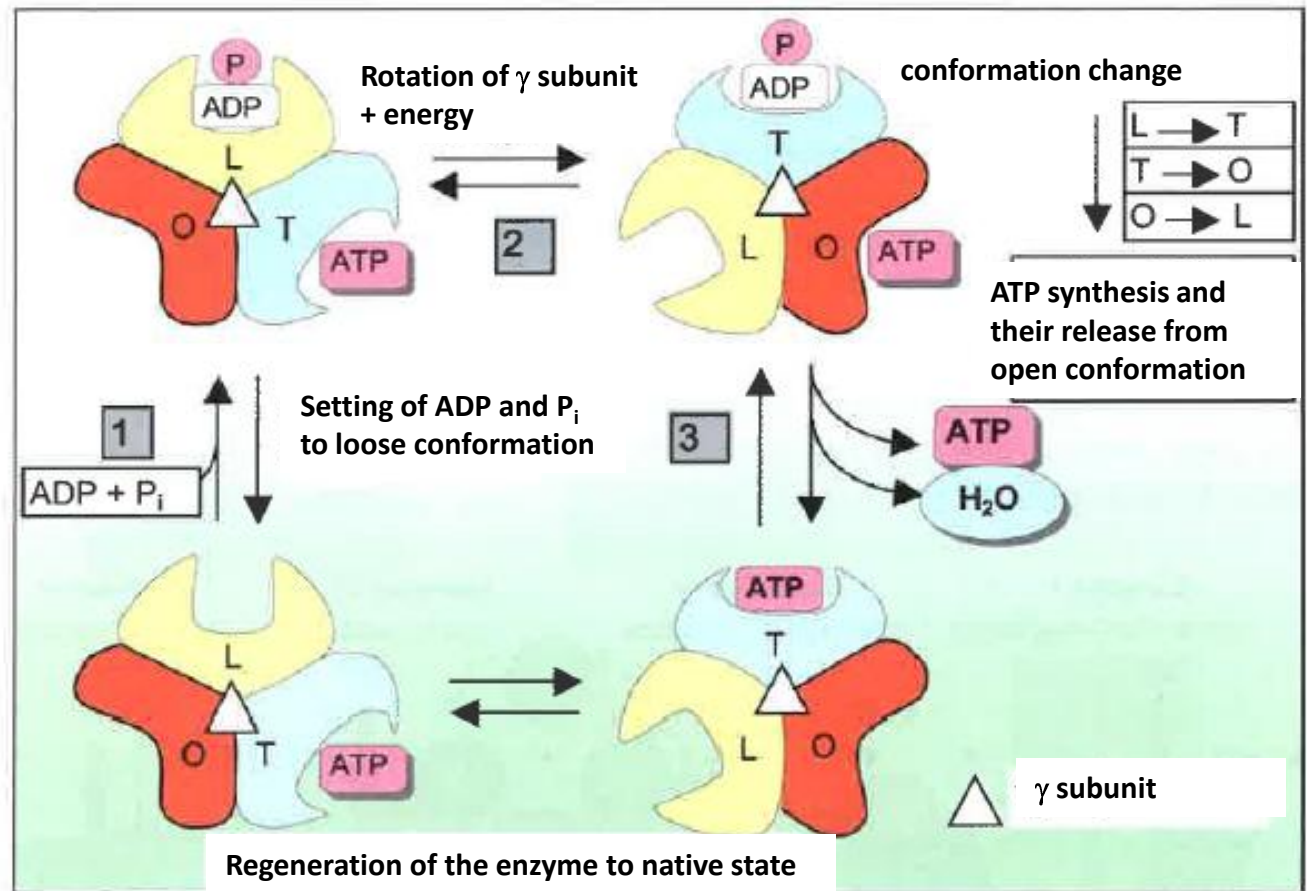 P
ADP
L
O
T
ATP
Rotation of γ subunit
+ energy
2
P
ADP
T
L
O
ATP
conformation change
L → T
T → O
O → L
ATP synthesis and
their release from
open conformation
1
ADP + Pi
Setting of ADP and Pi
to loose conformation
3
ATP
H2O
L
O
T
ATP
ATP
T
L
O
γ subunit
Regeneration of the enzyme to native state